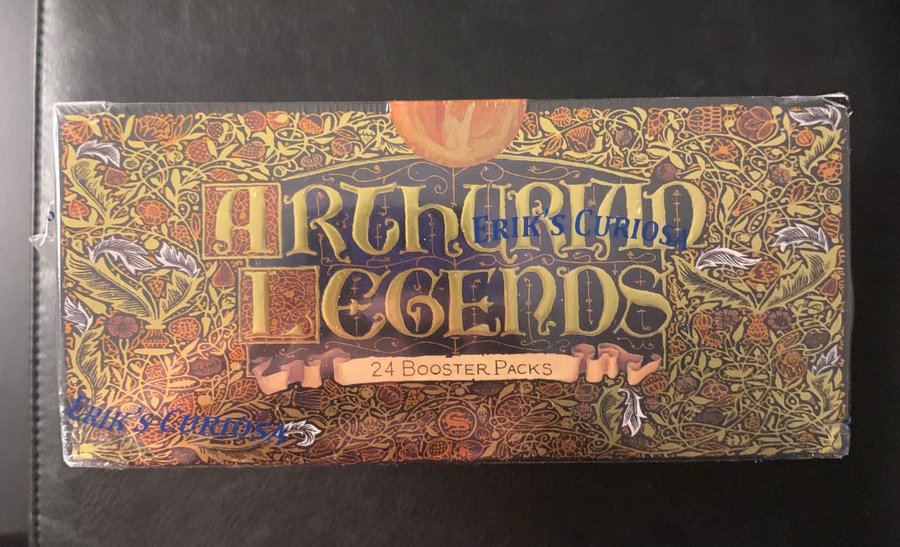 ARTHURIAN
ERIK'S CURIOSA
LEGENDS
24 BOOSTER PACKS
ERIK'S CURIOSA